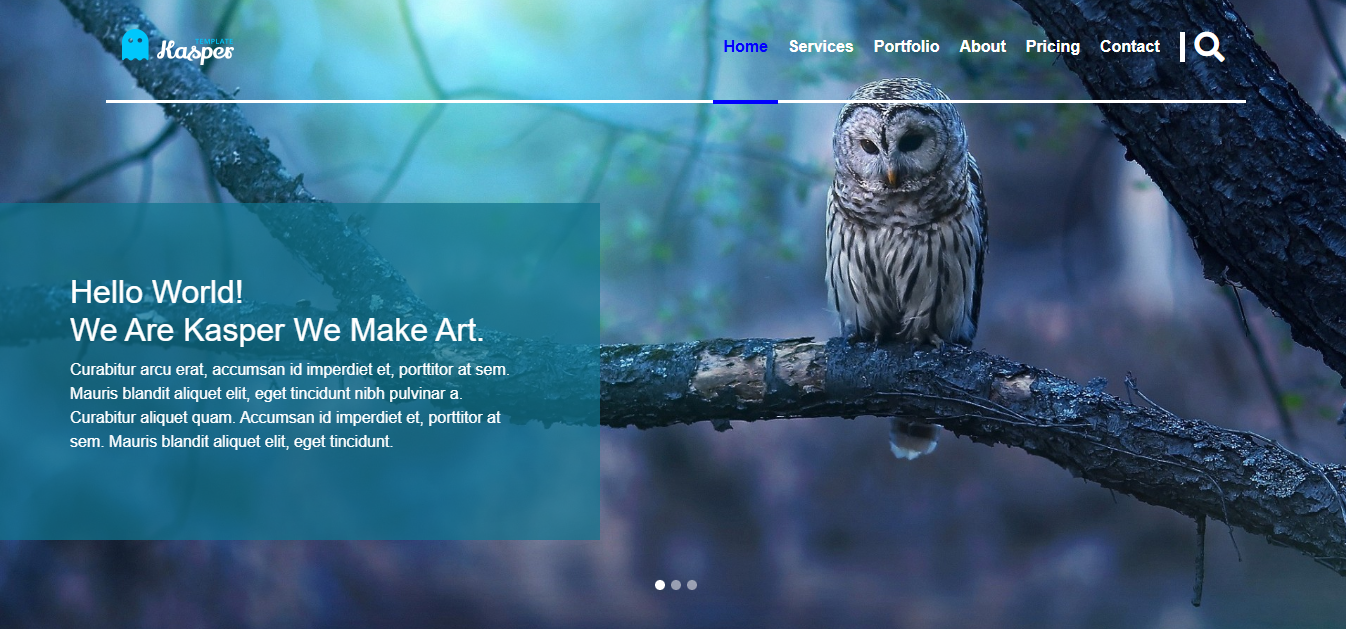 TEMPLATE
Kasper
Home Services Portfolio About Pricing Contact
Hello World!
We Are Kasper We Make Art.
Curabitur arcu erat, accumsan id imperdiet et, porttitor at sem.
Mauris blandit aliquet elit, eget tincidunt nibh pulvinar a.
Curabitur aliquet quam. Accumsan id imperdiet et, porttitor at
sem. Mauris blandit aliquet elit, eget tincidunt.